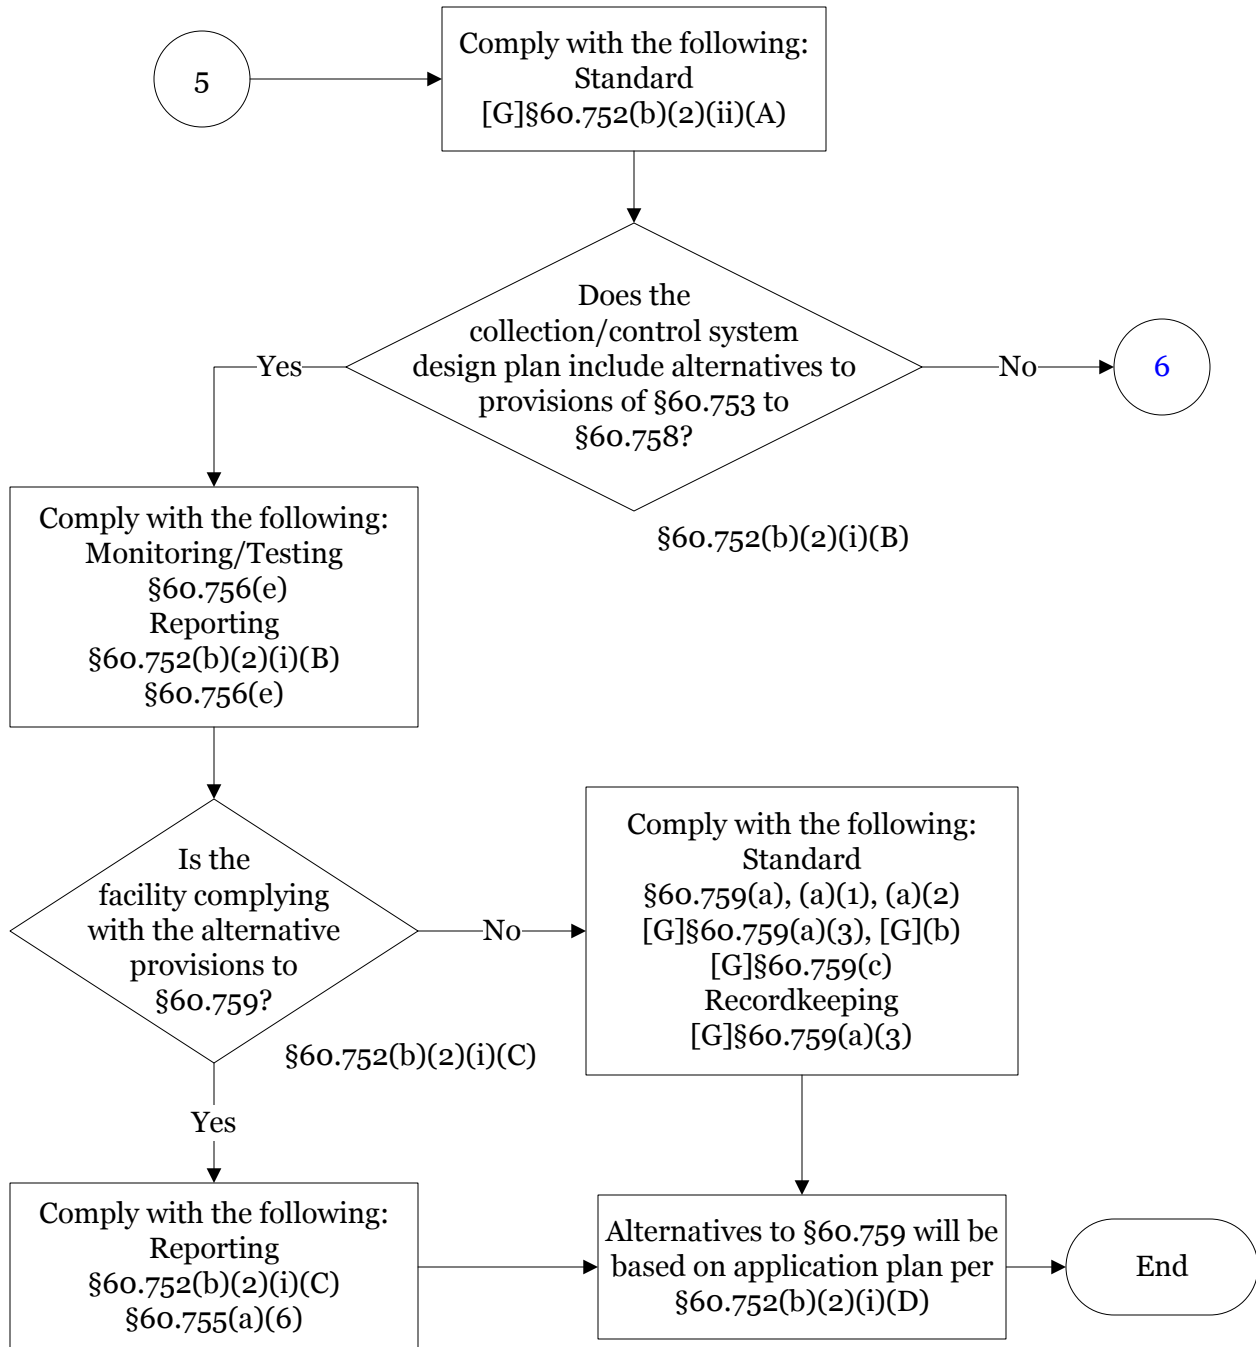 5
Comply with the following:
Standard
[G]§60.752(b)(2)(ii)(A)
Does the
collection/control system
design plan include alternatives to
provisions of §60.753 to
§60.758?
Yes
No
6
§60.752(b)(2)(i)(B)
Comply with the following:
Monitoring/Testing
§60.756(e)
Reporting
§60.752(b)(2)(i)(B)
§60.756(e)
Is the
facility complying
with the alternative
provisions to
§60.759?
No
§60.752(b)(2)(i)(C)
Comply with the following:
Standard
§60.759(a), (a)(1), (a)(2)
[G]§60.759(a)(3), [G](b)
[G]§60.759(c)
Recordkeeping
[G]§60.759(a)(3)
Yes
Comply with the following:
Reporting
§60.752(b)(2)(i)(C)
§60.755(a)(6)
Alternatives to §60.759 will be
based on application plan per
§60.752(b)(2)(i)(D)
End